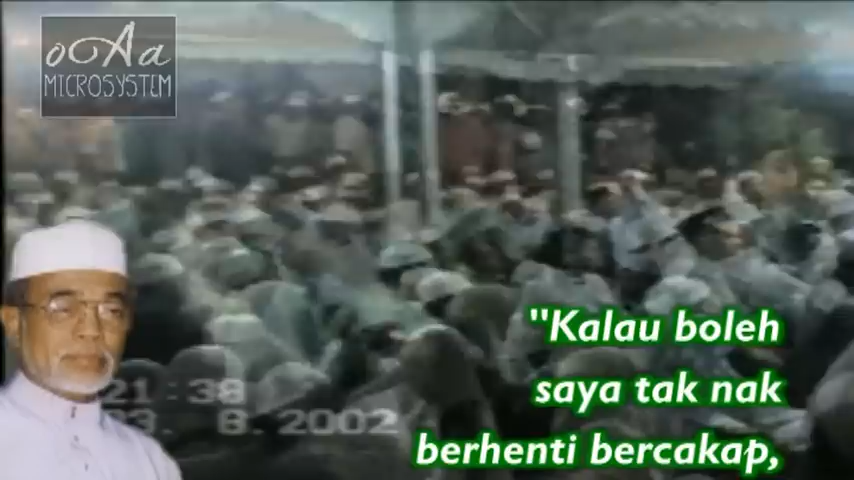 oAa
MICROSYSTEM
"Kalau boleh
saya tak nak
berhenti bercakap,
21:38
23. 8.2002